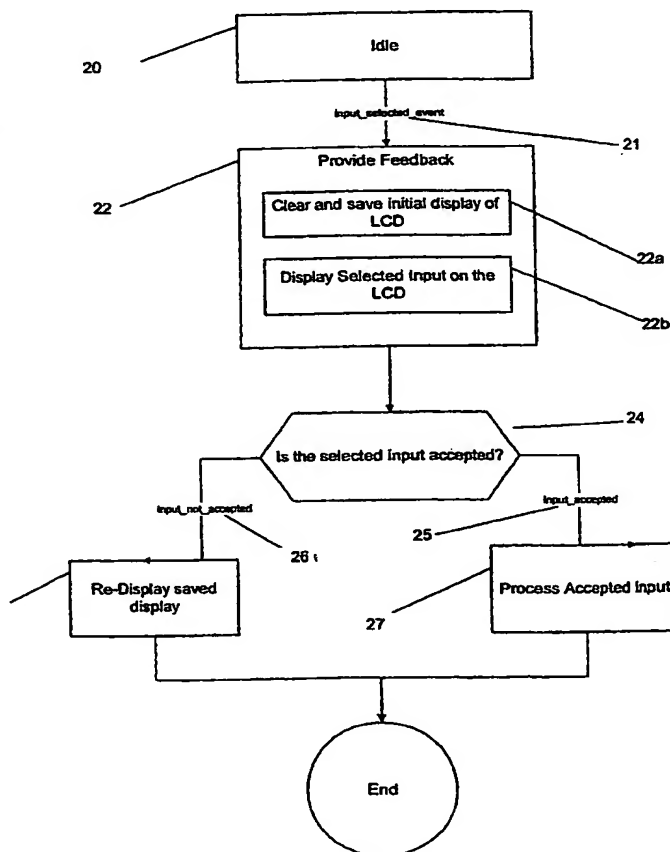 Idle
20
Input_selected_event
21
Provide Feedback
22
Clear and save initial display of
LCD
22a
Display Selected Input on the
LCD
22b
24
Is the selected input accepted?
Input_not_accepted
Input_accepted
25
26
Re-Display saved
display
Process Accepted Input
27
End